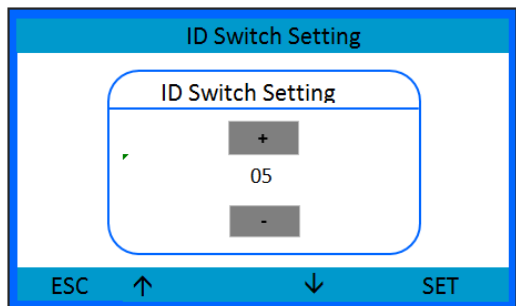 ID Switch Setting
ID Switch Setting
+
05
-
ESC ↑ ↓ SET